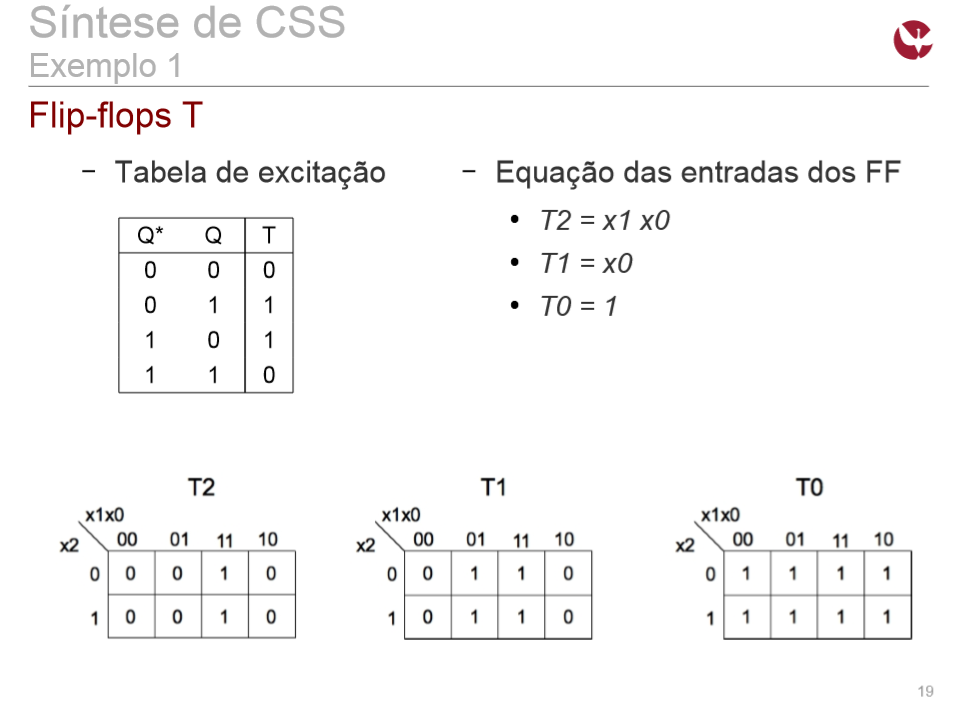 Síntese de CSS
Exemplo 1
Flip-flops T
– Tabela de excitação
Q* Q T
0 0 0
0 1 1
1 0 1
1 1 0
– Equação das entradas dos FF
• T2 = x1 x0
• T1 = x0
• T0 = 1
T2
x1x0
x2 00 01 11 10
0 0 0 1 0
1 0 0 1 0
T1
x1x0
x2 00 01 11 10
0 0 1 1 0
1 0 1 1 0
T0
x1x0
x2 00 01 11 10
0 1 1 1 1
1 1 1 1 1
19